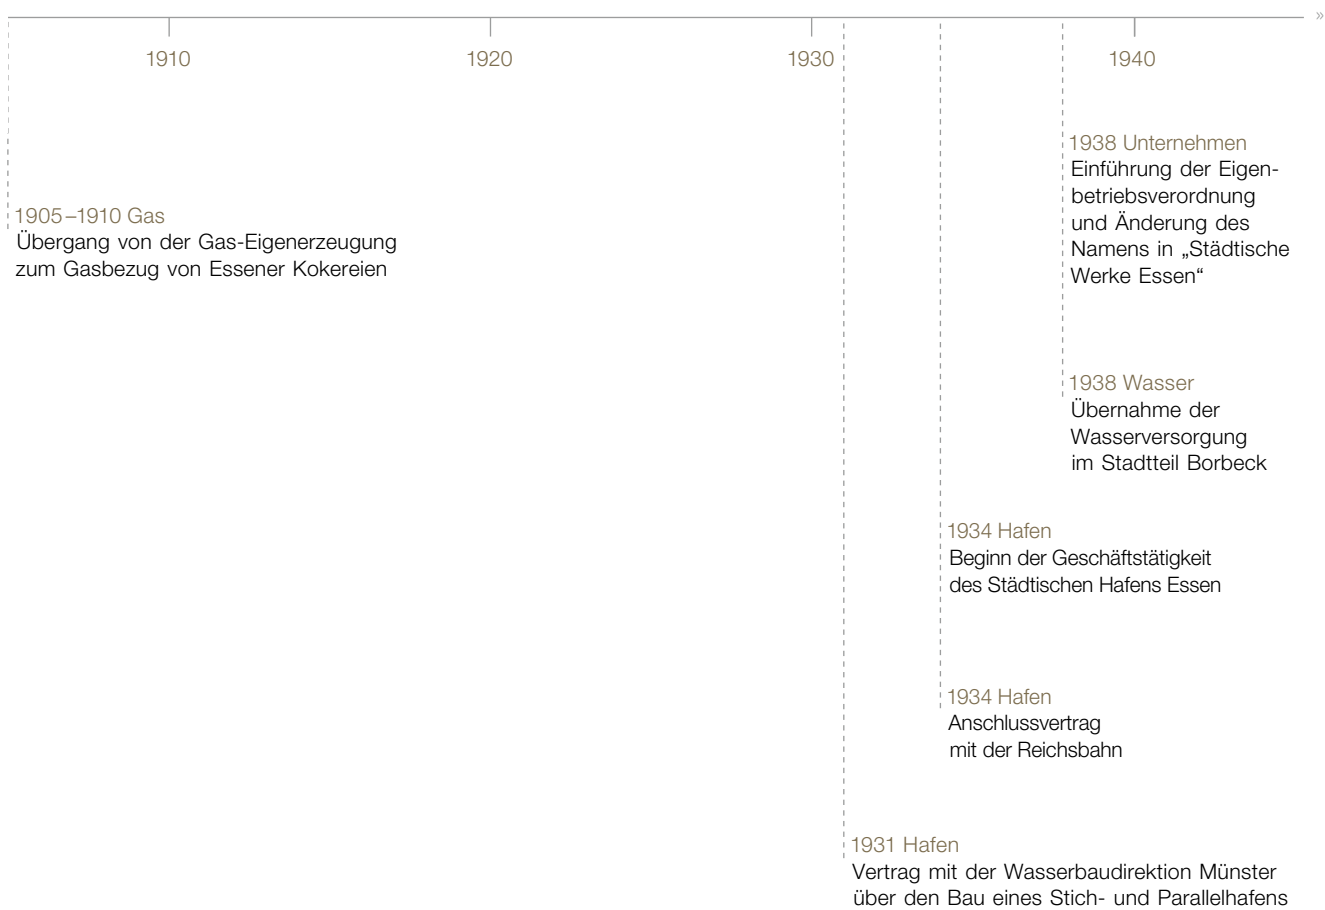 »
1910
1920
1930
1940
1938 Unternehmen
Einführung der Eigen-
betriebsverordnung
und Änderung des
Namens in „Städtische
Werke Essen“
1905–1910 Gas
Übergang von der Gas-Eigenerzeugung
zum Gasbezug von Essener Kokereien
1938 Wasser
Übernahme der
Wasserversorgung
im Stadtteil Borbeck
1934 Hafen
Beginn der Geschäftstätigkeit
des Städtischen Hafens Essen
1934 Hafen
Anschlussvertrag
mit der Reichsbahn
1931 Hafen
Vertrag mit der Wasserbaudirektion Münster
über den Bau eines Stich- und Parallelhafens